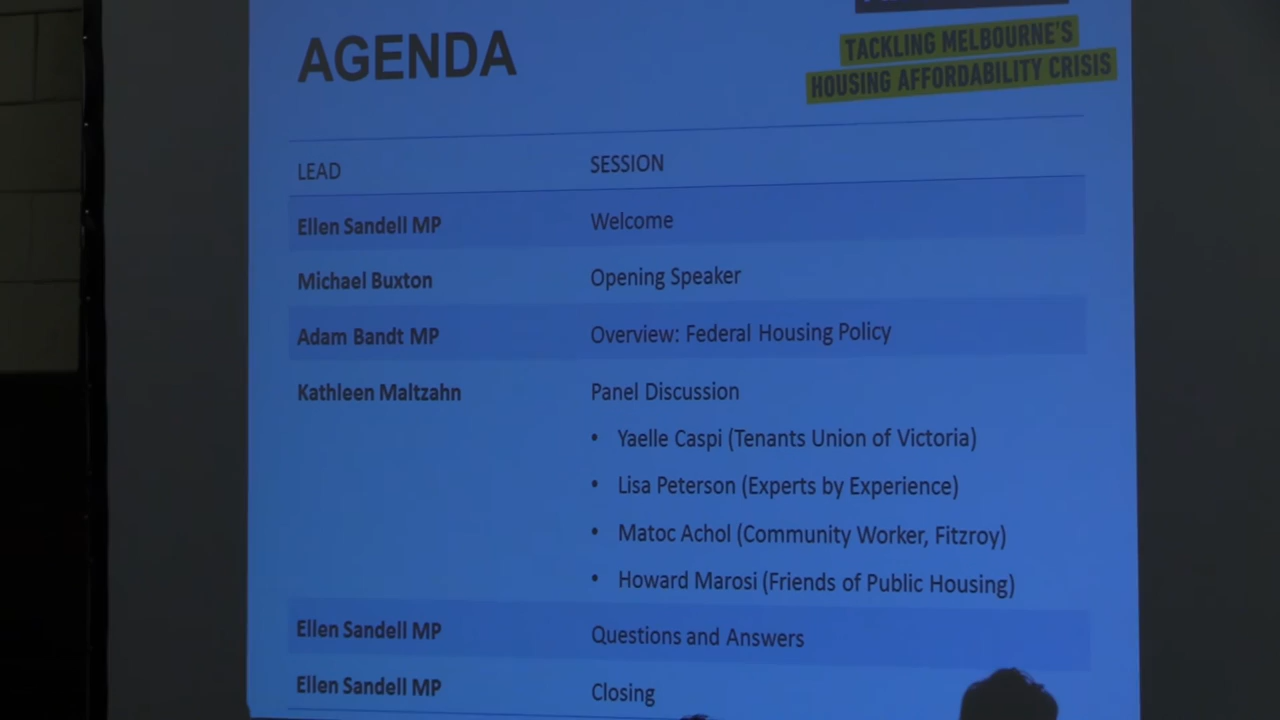 AGENDA
TACKLING MELBOURNE'S
HOUSING AFFORDABILITY CRISIS
LEAD SESSION
Ellen Sandell MP Welcome
Michael Buxton Opening Speaker
Adam Bandt MP Overview: Federal Housing Policy
Kathleen Maltzahn Panel Discussion
• Yaelle Caspi (Tenants Union of Victoria)
• Lisa Peterson (Experts by Experience)
• Matoc Achol (Community Worker, Fitzroy)
• Howard Marosi (Friends of Public Housing)
Ellen Sandell MP Questions and Answers
Ellen Sandell MP Closing